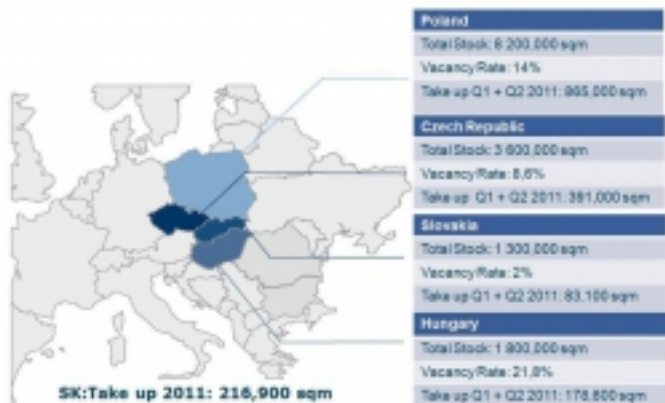 Poland
Total Stock: 8 200,000 sqm
Vacancy Rate: 14%
Take up Q1 + Q2 2011: 865,000 sqm
Czech Republic
Total Stock: 3 600,000 sqm
Vacancy Rate: 8,6%
Take up Q1 + Q2 2011: 391,000 sqm
Slovakia
Total Stock: 1 300,000 sqm
Vacancy Rate: 2%
Take up Q1 + Q2 2011: 83,100 sqm
Hungary
Total Stock: 1 800,000 sqm
Vacancy Rate: 21,8%
Take up Q1 + Q2 2011: 178,800 sqm
SK:Take up 2011: 216,900 sqm